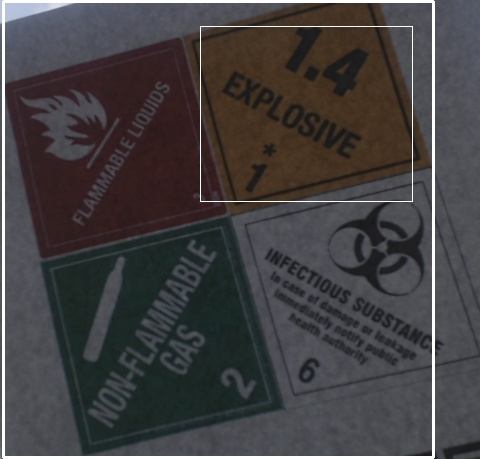 FLAMMABLE LIQUIDS
3
1.4
EXPLOSIVE
*
1
NON-FLAMMABLE
GAS
2
INFECTIOUS SUBSTANCE
In case of damage or leakage
immediately notify public
health authority
6